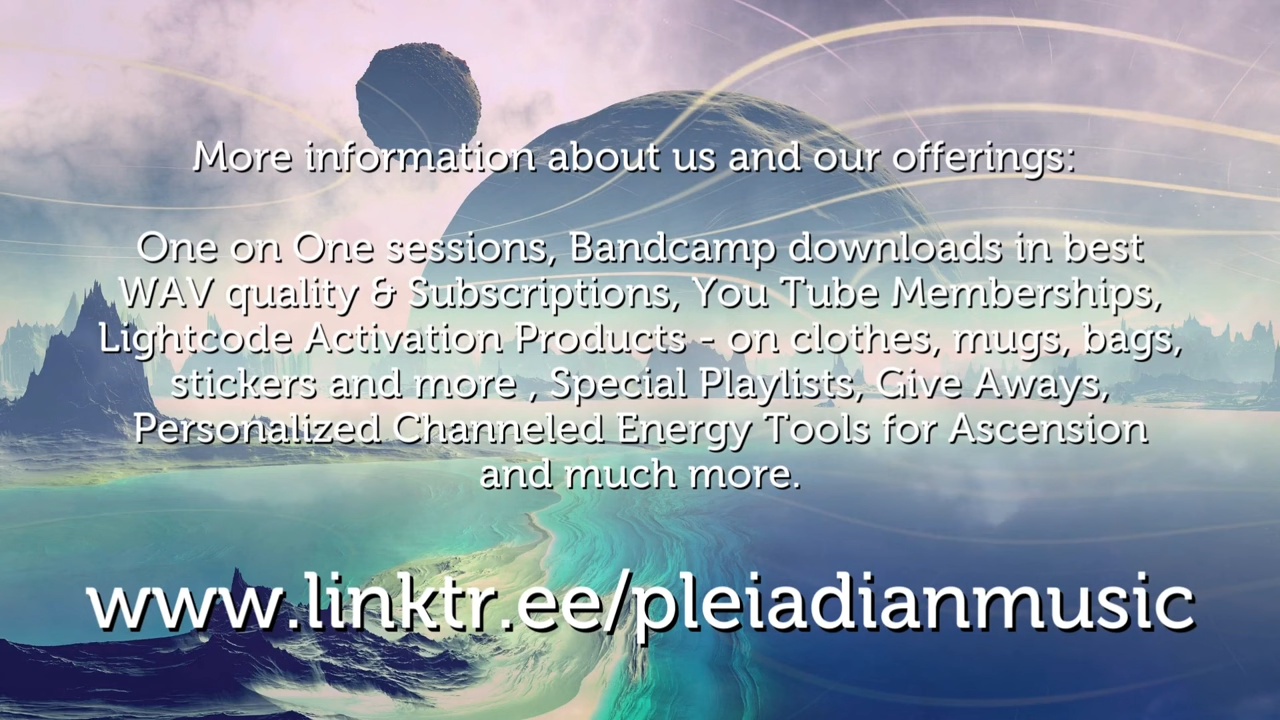 More information about us and our offerings:
One on One sessions, Bandcamp downloads in best
WAV quality & Subscriptions, You Tube Memberships,
Lightcode Activation Products - on clothes, mugs, bags,
stickers and more , Special Playlists, Give Aways,
Personalized Channeled Energy Tools for Ascension
and much more.
www.linktr.ee/pleiadianmusic